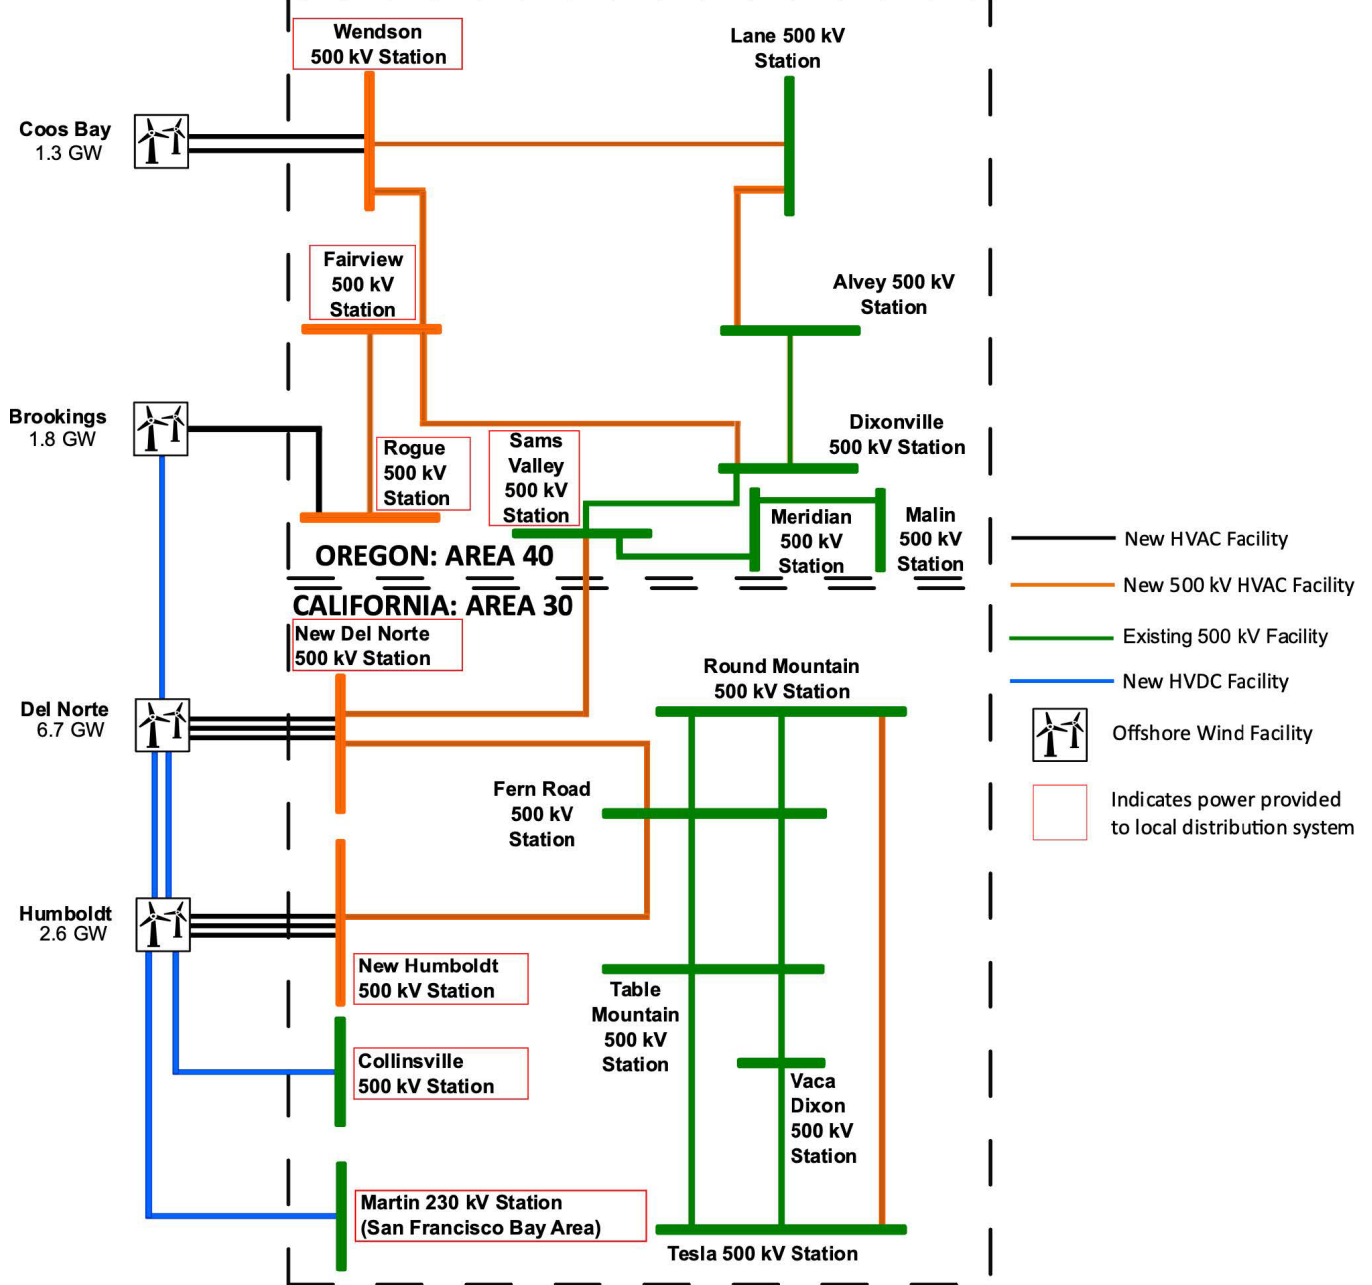 Wendson
500 kV Station
Lane 500 kV
Station
Coos Bay
1.3 GW
Fairview
500 kV
Station
Alvey 500 kV
Station
Brookings
1.8 GW
Rogue
500 kV
Station
Sams
Valley
500 kV
Station
Dixonville
500 kV Station
Meridian
500 kV
Station
Malin
500 kV
Station
OREGON: AREA 40
CALIFORNIA: AREA 30
New Del Norte
500 kV Station
Del Norte
6.7 GW
Round Mountain
500 kV Station
Fern Road
500 kV
Station
Humboldt
2.6 GW
New Humboldt
500 kV Station
Table
Mountain
500 kV
Station
Collinsville
500 kV Station
Vaca
Dixon
500 kV
Station
Martin 230 kV Station
(San Francisco Bay Area)
Tesla 500 kV Station
New HVAC Facility
New 500 kV HVAC Facility
Existing 500 kV Facility
New HVDC Facility
Offshore Wind Facility
Indicates power provided
to local distribution system